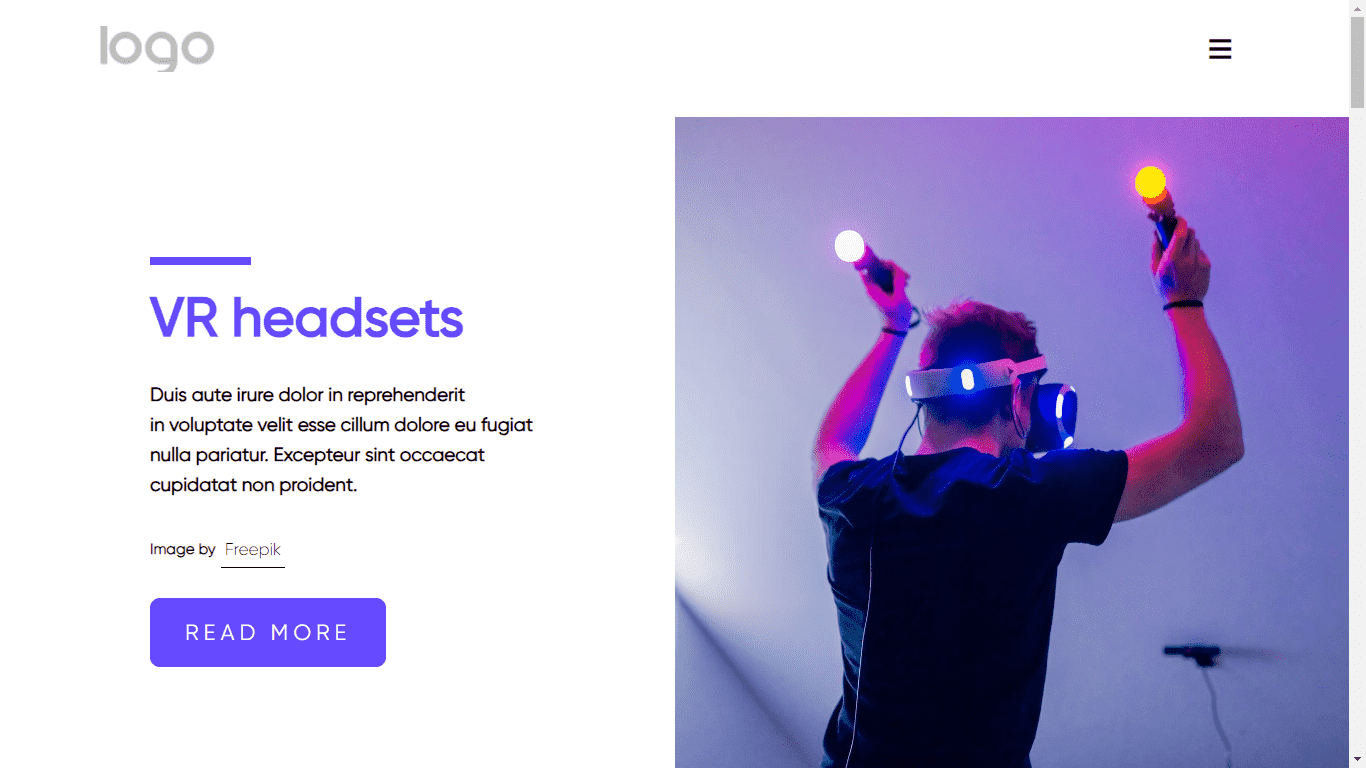 logo
VR headsets
Duis aute irure dolor in reprehenderit
in voluptate velit esse cillum dolore eu fugiat
nulla pariatur. Excepteur sint occaecat
cupidatat non proident.
Image by Freepik
READ MORE